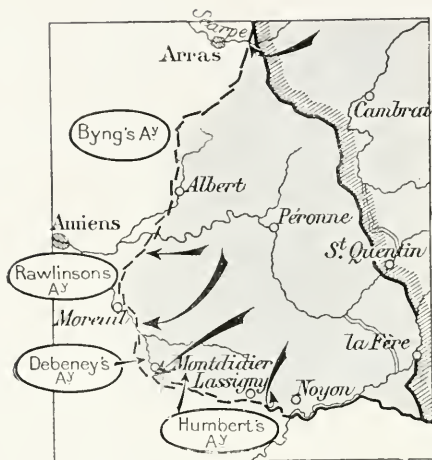 Scarpe
Arras
Cambrai
Byng's Aʸ
Albert
Amiens
Péronne
Sᵗ Quentin
Rawlinsons
Aʸ
Moreuil
la Fère
Debeney's
Aʸ
Montdidier
Lassigny
Noyon
Humbert's
Aʸ